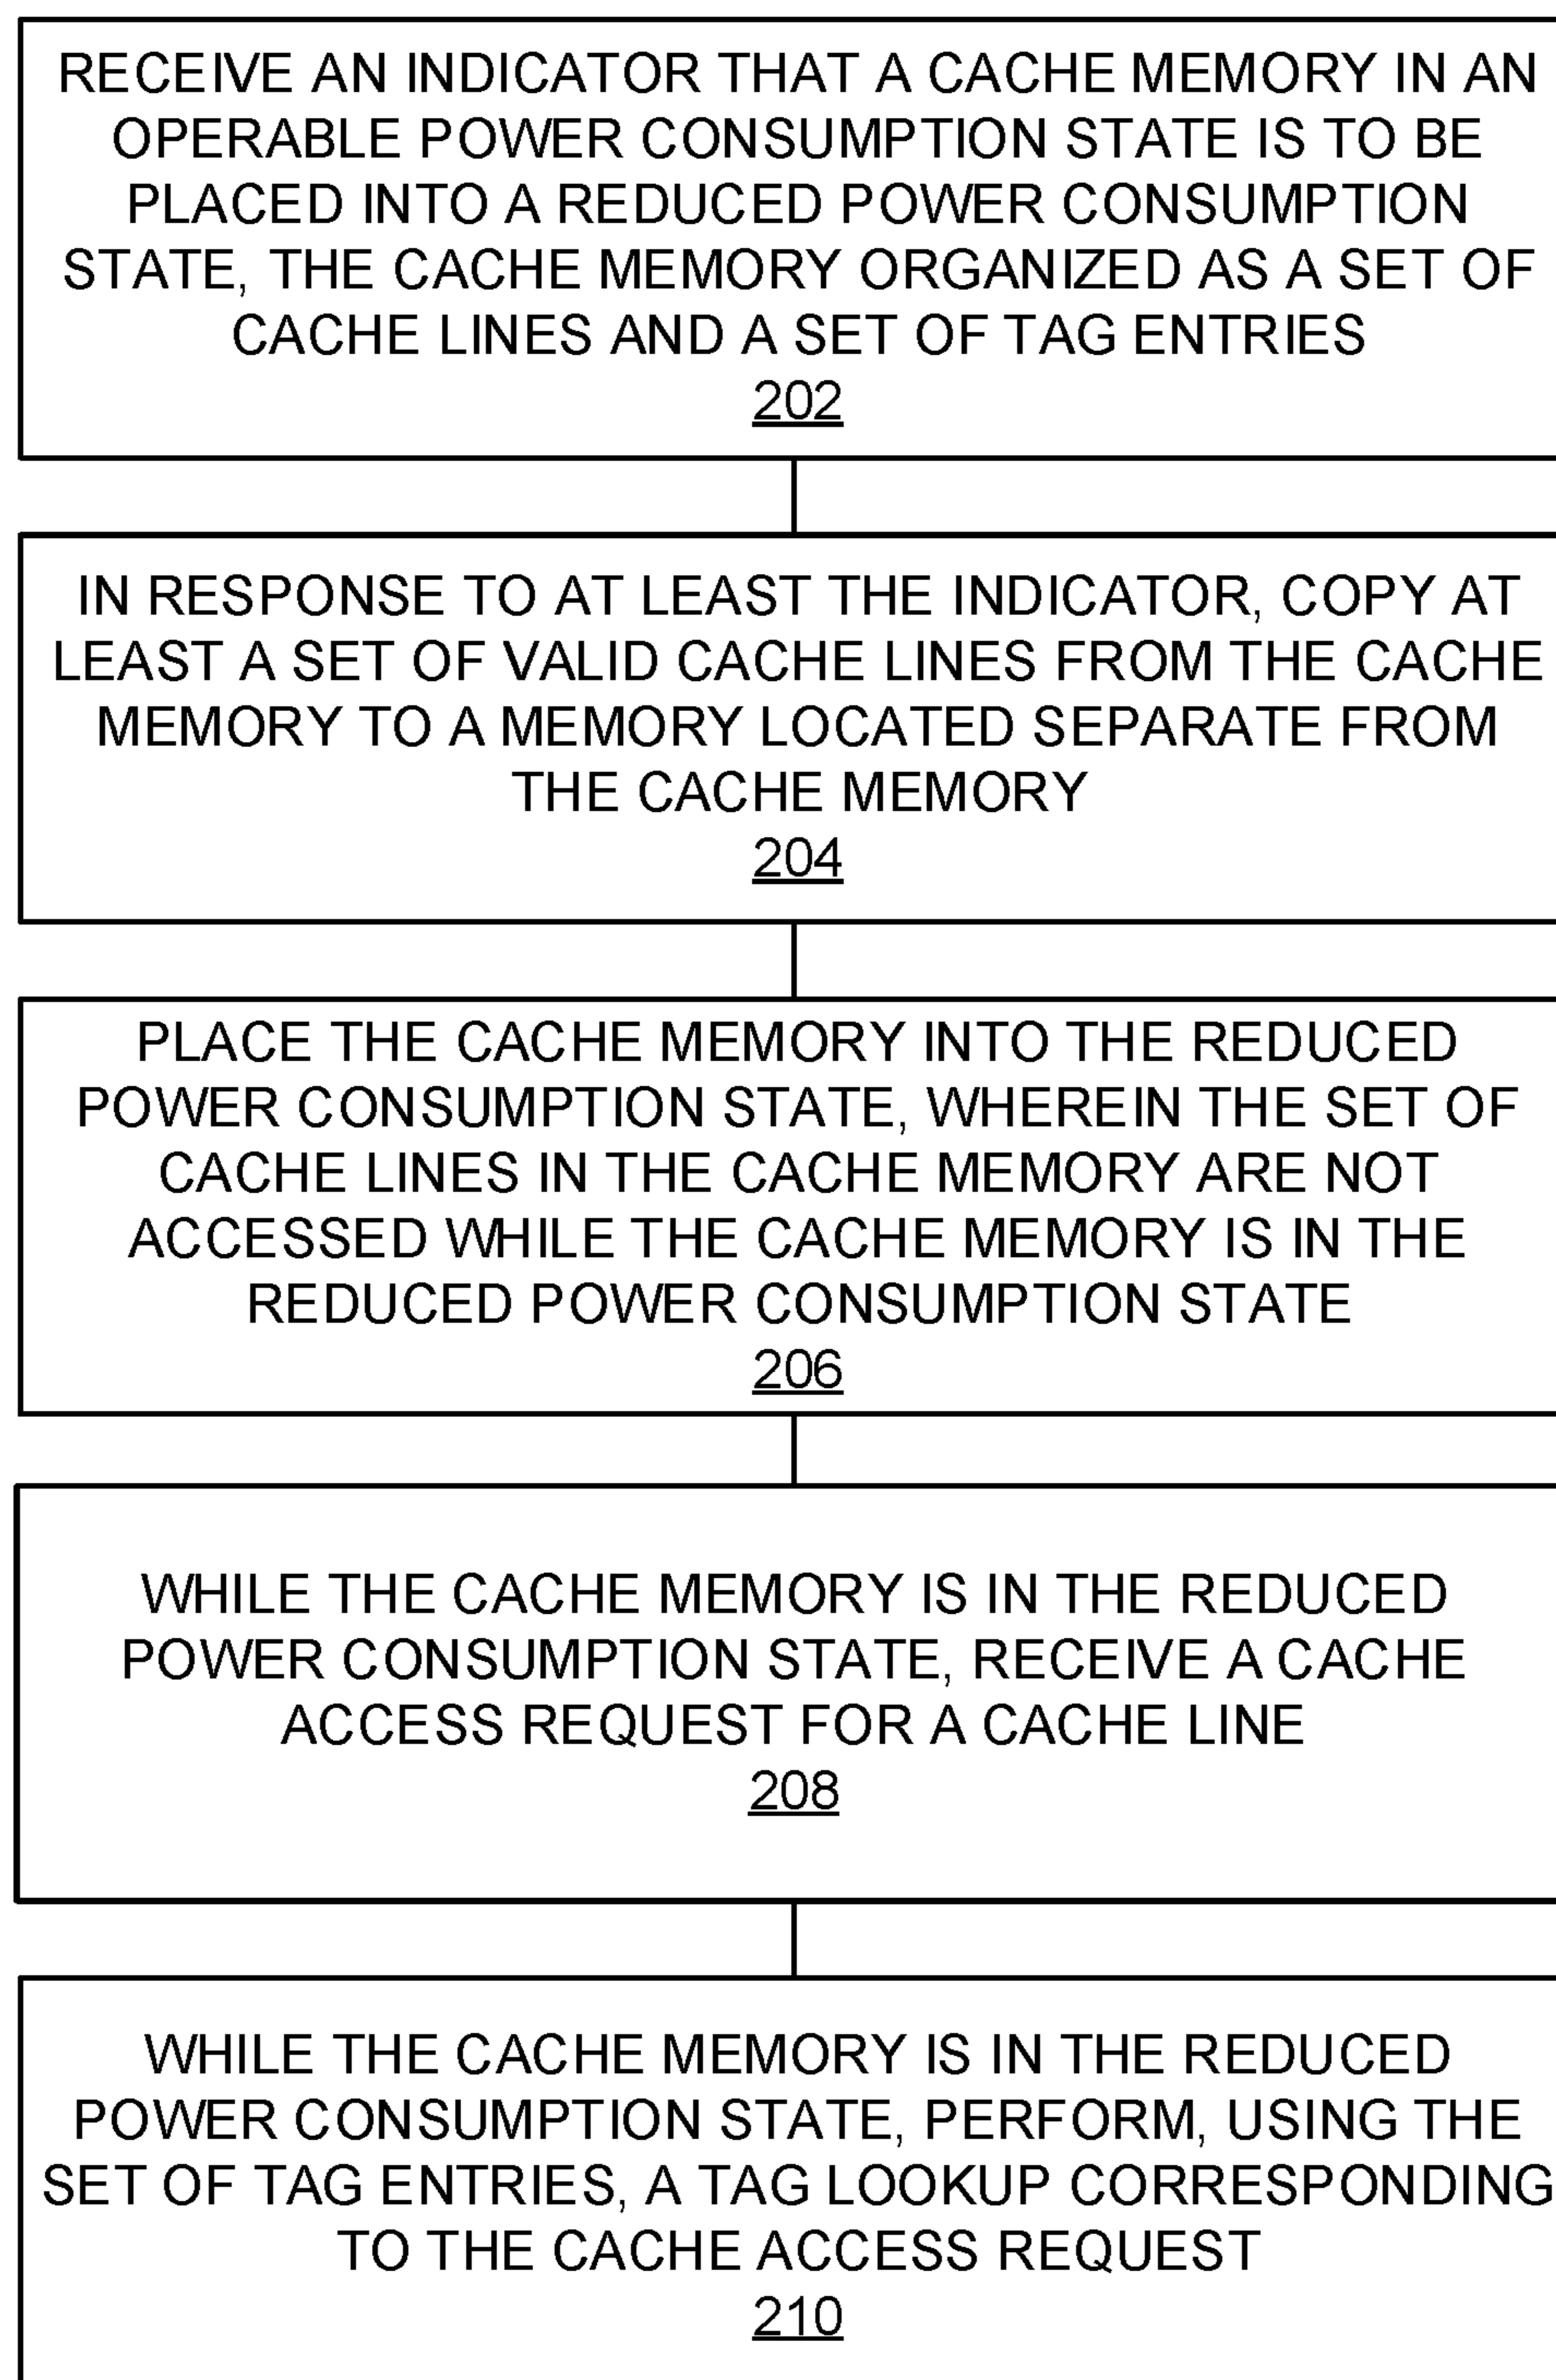 RECEIVE AN INDICATOR THAT A CACHE MEMORY IN AN
OPERABLE POWER CONSUMPTION STATE IS TO BE
PLACED INTO A REDUCED POWER CONSUMPTION
STATE, THE CACHE MEMORY ORGANIZED AS A SET OF
CACHE LINES AND A SET OF TAG ENTRIES
202
IN RESPONSE TO AT LEAST THE INDICATOR, COPY AT
LEAST A SET OF VALID CACHE LINES FROM THE CACHE
MEMORY TO A MEMORY LOCATED SEPARATE FROM
THE CACHE MEMORY
204
PLACE THE CACHE MEMORY INTO THE REDUCED
POWER CONSUMPTION STATE, WHEREIN THE SET OF
CACHE LINES IN THE CACHE MEMORY ARE NOT
ACCESSED WHILE THE CACHE MEMORY IS IN THE
REDUCED POWER CONSUMPTION STATE
206
WHILE THE CACHE MEMORY IS IN THE REDUCED
POWER CONSUMPTION STATE, RECEIVE A CACHE
ACCESS REQUEST FOR A CACHE LINE
208
WHILE THE CACHE MEMORY IS IN THE REDUCED
POWER CONSUMPTION STATE, PERFORM, USING THE
SET OF TAG ENTRIES, A TAG LOOKUP CORRESPONDING
TO THE CACHE ACCESS REQUEST
210